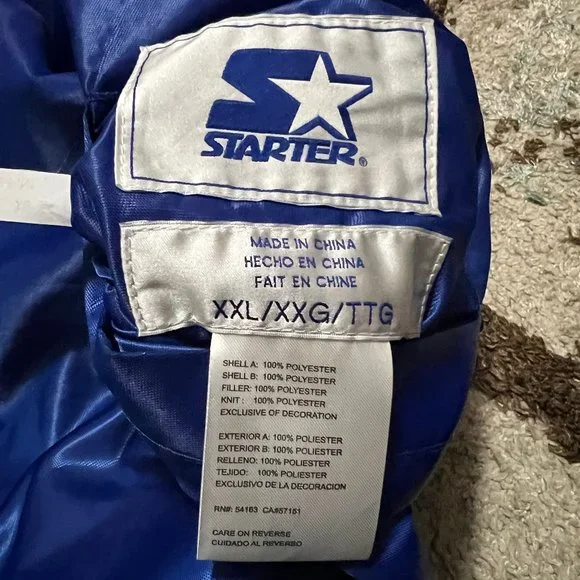 STARTER®
MADE IN CHINA
HECHO EN CHINA
FAIT EN CHINE
XXL/XXG/TTG
SHELL A: 100% POLYESTER
SHELL B: 100% POLYESTER
FILLER: 100% POLYESTER
KNIT : 100% POLYESTER
EXCLUSIVE OF DECORATION
EXTERIOR A: 100% POLIESTER
EXTERIOR B: 100% POLIESTER
RELLENO: 100% POLIESTER
TEJIDO: 100% POLIESTER
EXCLUSIVO DE LA DECORACION
RN#: 54163 CA#57151
CARE ON REVERSE
CUIDADO AL REVERSO